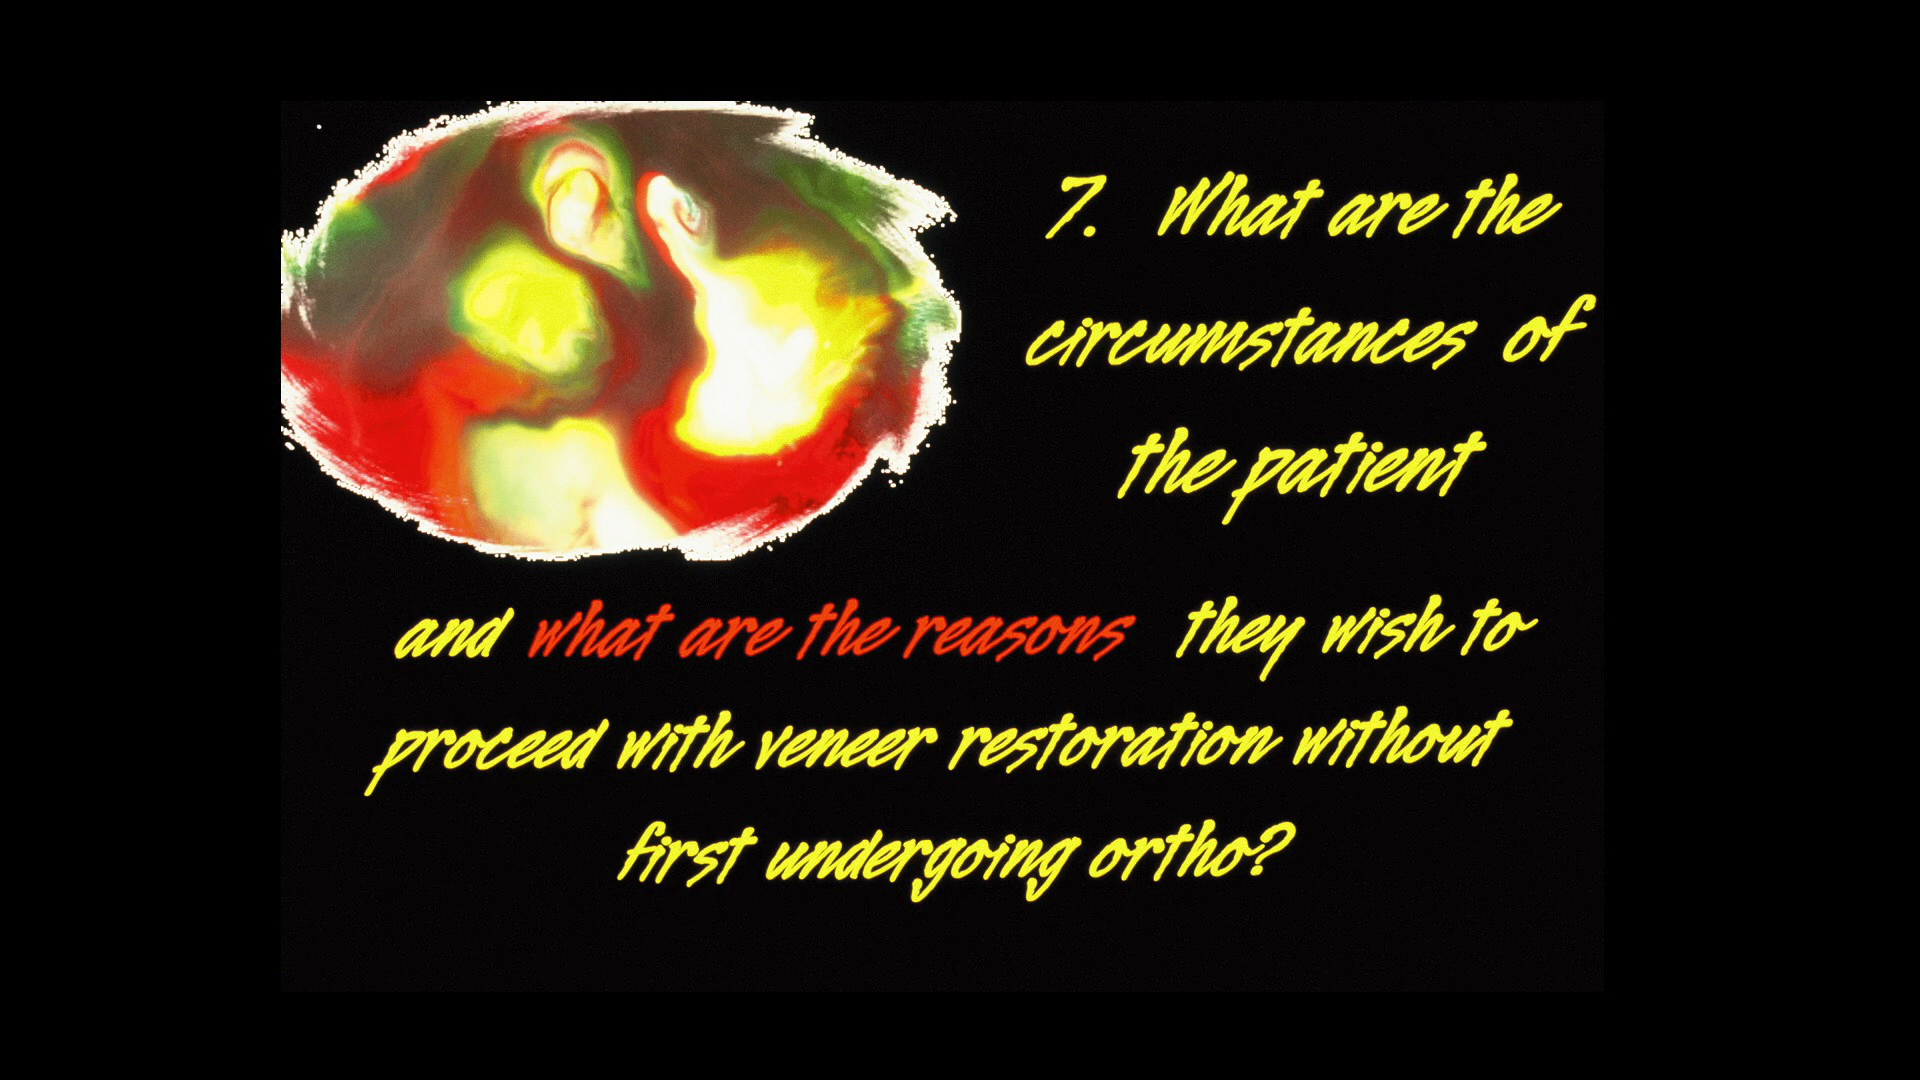 7. What are the
circumstances of
the patient
and what are the reasons they wish to
proceed with veneer restoration without
first undergoing ortho?